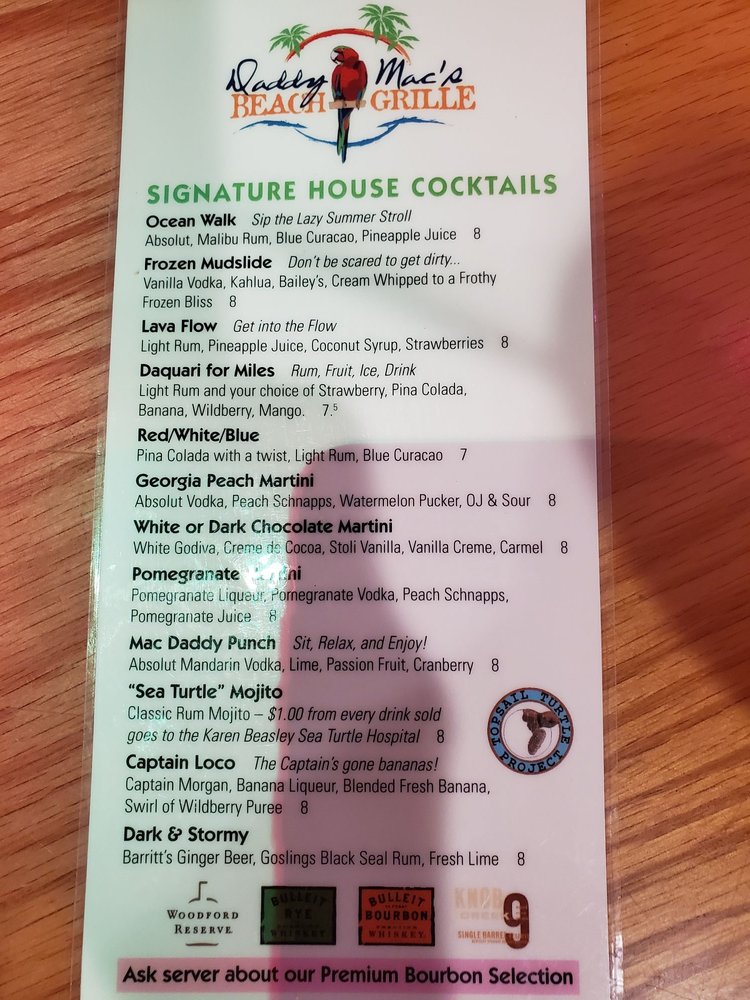 Daddy Mac's
BEACH GRILLE
SIGNATURE HOUSE COCKTAILS
Ocean Walk Sip the Lazy Summer Stroll
Absolut, Malibu Rum, Blue Curacao, Pineapple Juice 8
Frozen Mudslide Don't be scared to get dirty...
Vanilla Vodka, Kahlua, Bailey's, Cream Whipped to a Frothy
Frozen Bliss 8
Lava Flow Get into the Flow
Light Rum, Pineapple Juice, Coconut Syrup, Strawberries 8
Daquari for Miles Rum, Fruit, Ice, Drink
Light Rum and your choice of Strawberry, Pina Colada,
Banana, Wildberry, Mango. 7.5
Red/White/Blue
Pina Colada with a twist, Light Rum, Blue Curacao 7
Georgia Peach Martini
Absolut Vodka, Peach Schnapps, Watermelon Pucker, OJ & Sour 8
White or Dark Chocolate Martini
White Godiva, Creme de Cocoa, Stoli Vanilla, Vanilla Creme, Carmel 8
Pomegranate Martini
Pomegranate Liqueur, Pomegranate Vodka, Peach Schnapps,
Pomegranate Juice 8
Mac Daddy Punch Sit, Relax, and Enjoy!
Absolut Mandarin Vodka, Lime, Passion Fruit, Cranberry 8
"Sea Turtle" Mojito
Classic Rum Mojito – $1.00 from every drink sold
goes to the Karen Beasley Sea Turtle Hospital 8
TOPSAIL TURTLE
PROJECT
Captain Loco The Captain's gone bananas!
Captain Morgan, Banana Liqueur, Blended Fresh Banana,
Swirl of Wildberry Puree 8
Dark & Stormy
Barritt's Ginger Beer, Goslings Black Seal Rum, Fresh Lime 8
WOODFORD
RESERVE
BULLEIT
RYE
WHISKEY
BULLEIT
BOURBON
WHISKEY
KNOB
CREEK
9
SINGLE BARREL
Ask server about our Premium Bourbon Selection